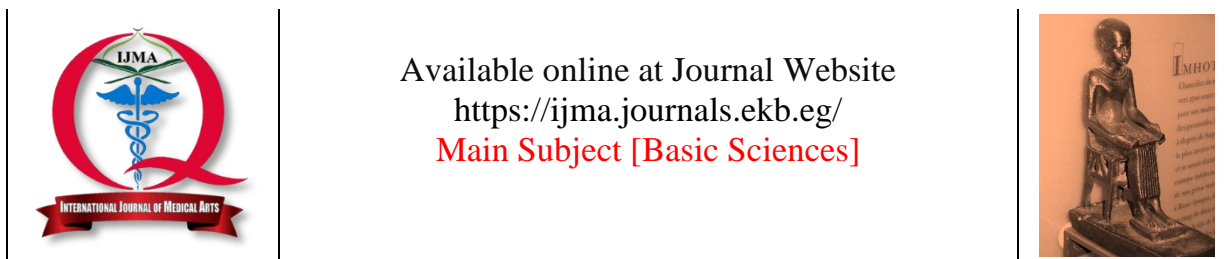 IJMA
INTERNATIONAL JOURNAL OF MEDICAL ARTS
Available online at Journal Website
https://ijma.journals.ekb.eg/
Main Subject [Basic Sciences]
IMHOT